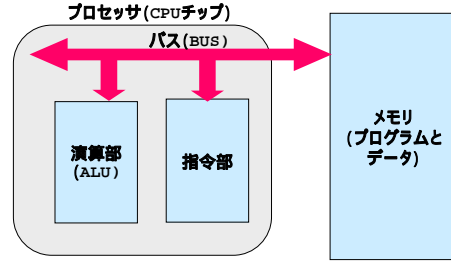 プロセッサ(CPUチップ)
バス(BUS)
演算部
(ALU)
指令部
メモリ
(プログラムと
データ)